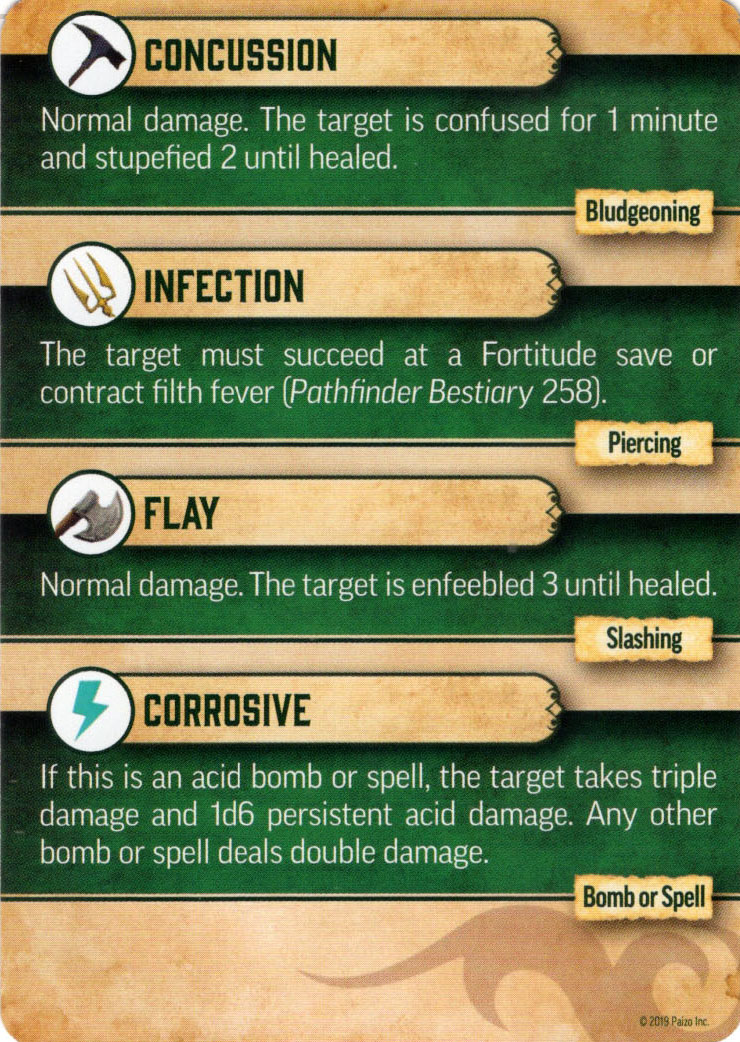 CONCUSSION
Normal damage. The target is confused for 1 minute
and stupefied 2 until healed.
Bludgeoning
INFECTION
The target must succeed at a Fortitude save or
contract filth fever (Pathfinder Bestiary 258).
Piercing
FLAY
Normal damage. The target is enfeebled 3 until healed.
Slashing
CORROSIVE
If this is an acid bomb or spell, the target takes triple
damage and 1d6 persistent acid damage. Any other
bomb or spell deals double damage.
Bomb or Spell
© 2019 Paizo Inc.